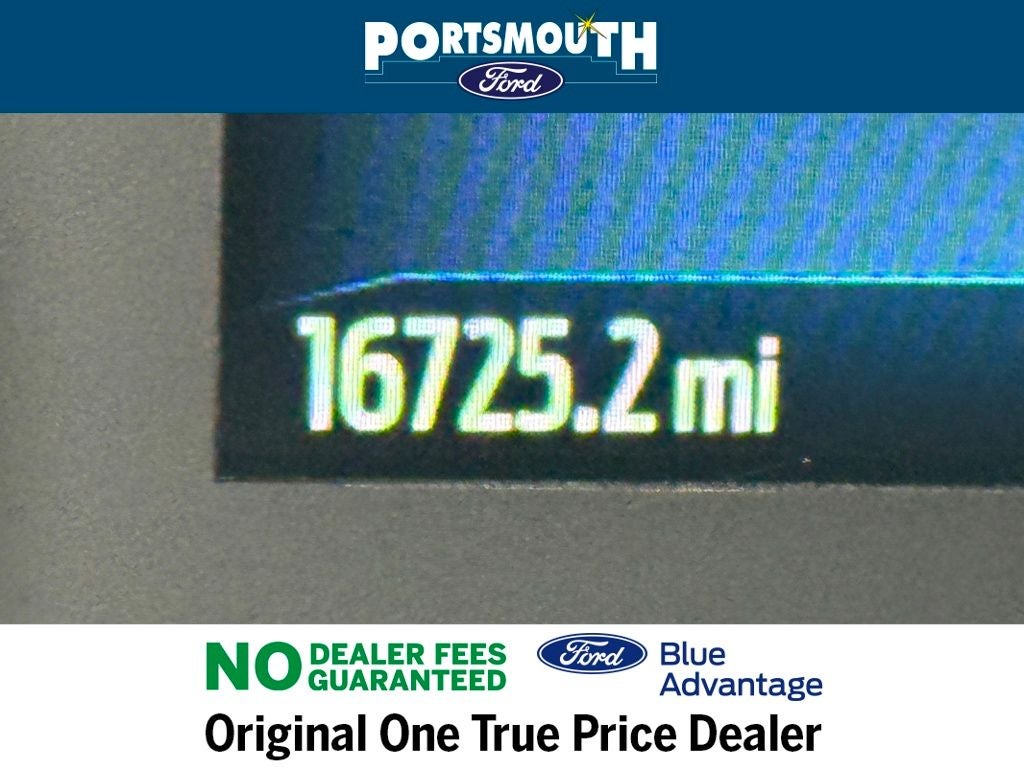 PORTSMOUTH
Ford
16725.2 mi
NO DEALER FEES
GUARANTEED
Ford Blue
Advantage
Original One True Price Dealer